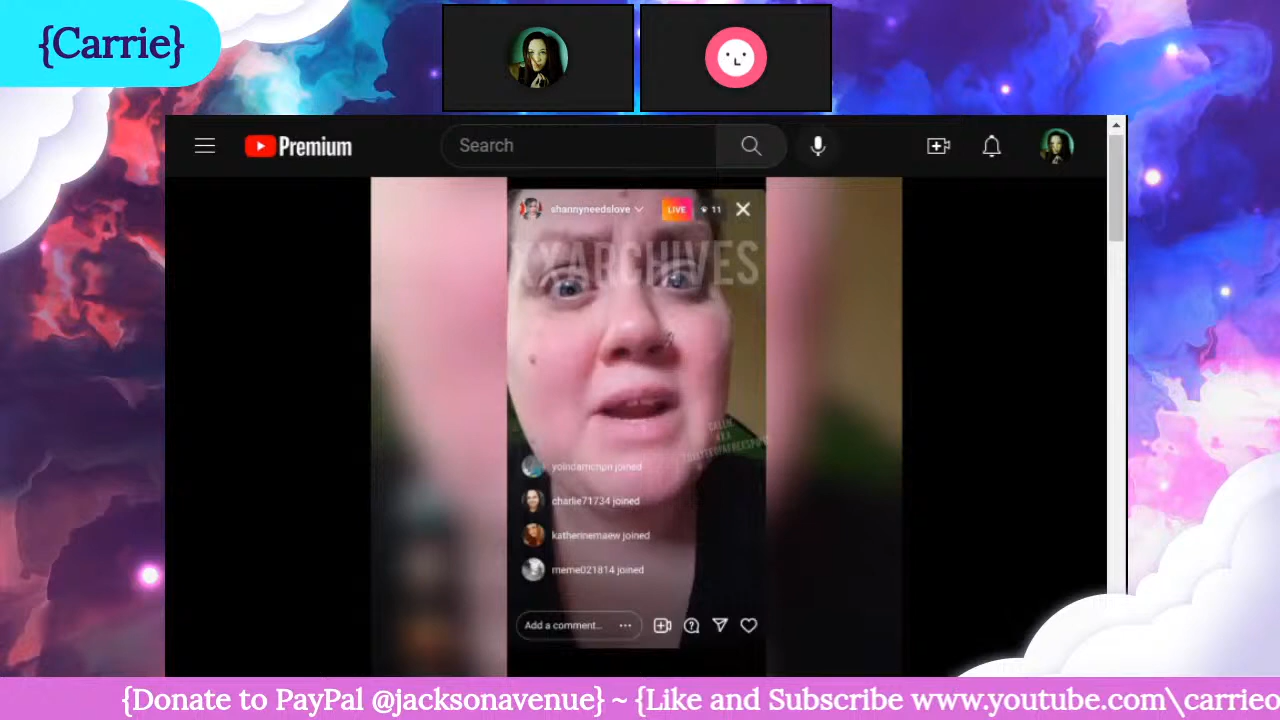 {Carrie}
Premium
Search
shannyneedslove
LIVE
11
XXARCHIVES
charlie71734 joined
katherinemaew joined
meme021814 joined
Add a comment...
{Donate to PayPal @jacksonavenue} ~ {Like and Subscribe www.youtube.com\carrieo